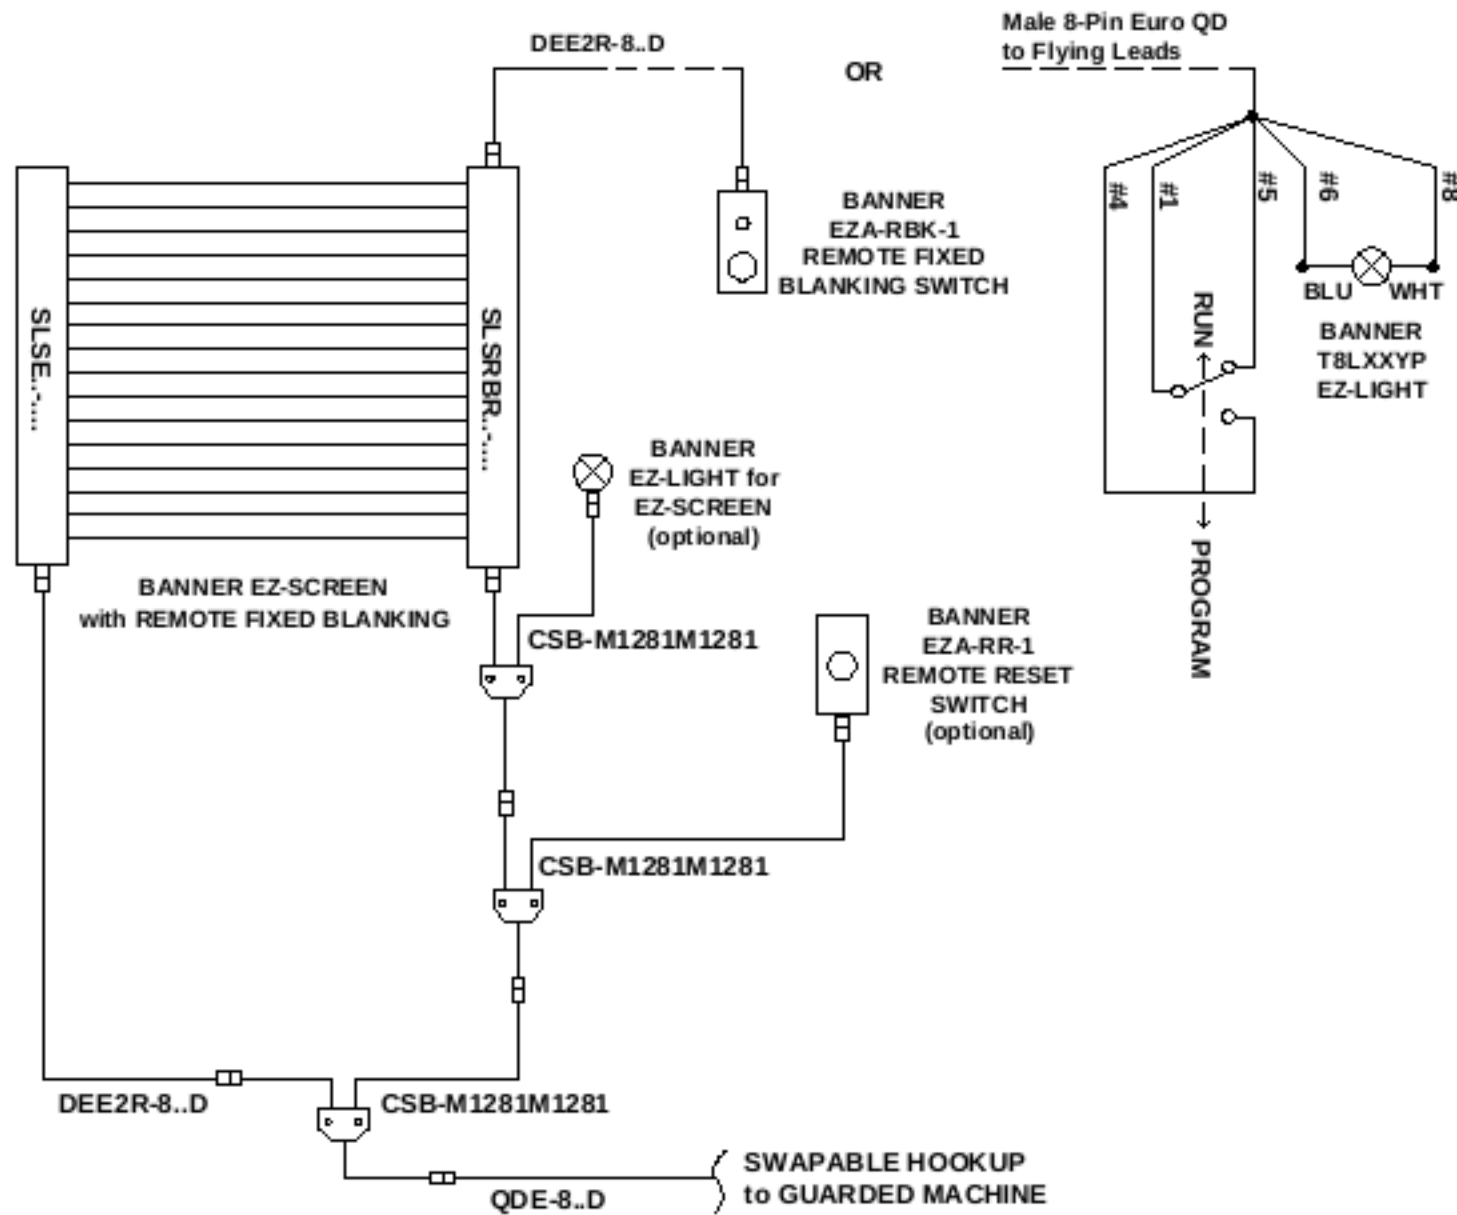 DEE2R-8..D
OR
Male 8-Pin Euro QD
to Flying Leads
#4
#1
#5
#6
#8
BANNER
EZA-RBK-1
REMOTE FIXED
BLANKING SWITCH
BLU
WHT
BANNER
T8LXXYP
EZ-LIGHT
RUN
PROGRAM
SLSE..-....
SLSRBR..-....
BANNER
EZ-LIGHT for
EZ-SCREEN
(optional)
BANNER EZ-SCREEN
with REMOTE FIXED BLANKING
CSB-M1281M1281
BANNER
EZA-RR-1
REMOTE RESET
SWITCH
(optional)
CSB-M1281M1281
DEE2R-8..D
CSB-M1281M1281
QDE-8..D
SWAPABLE HOOKUP
to GUARDED MACHINE